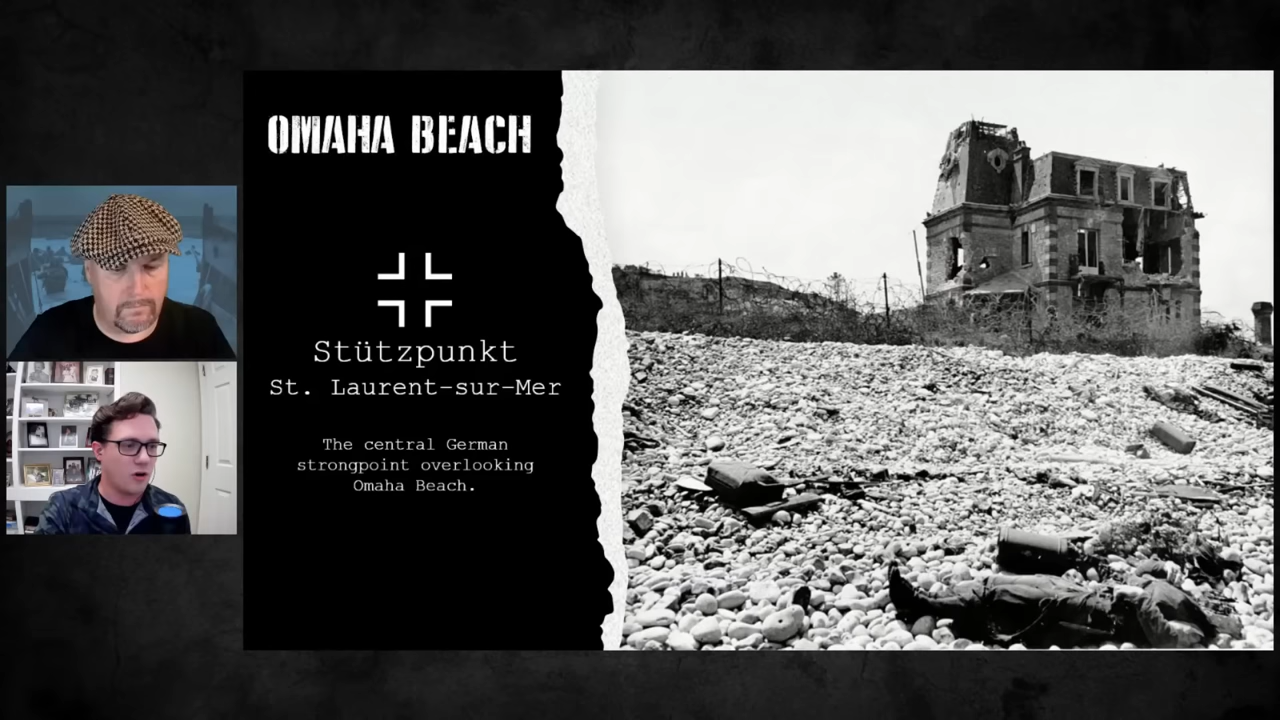 OMAHA BEACH
Stützpunkt
St. Laurent-sur-Mer
The central German
strongpoint overlooking
Omaha Beach.